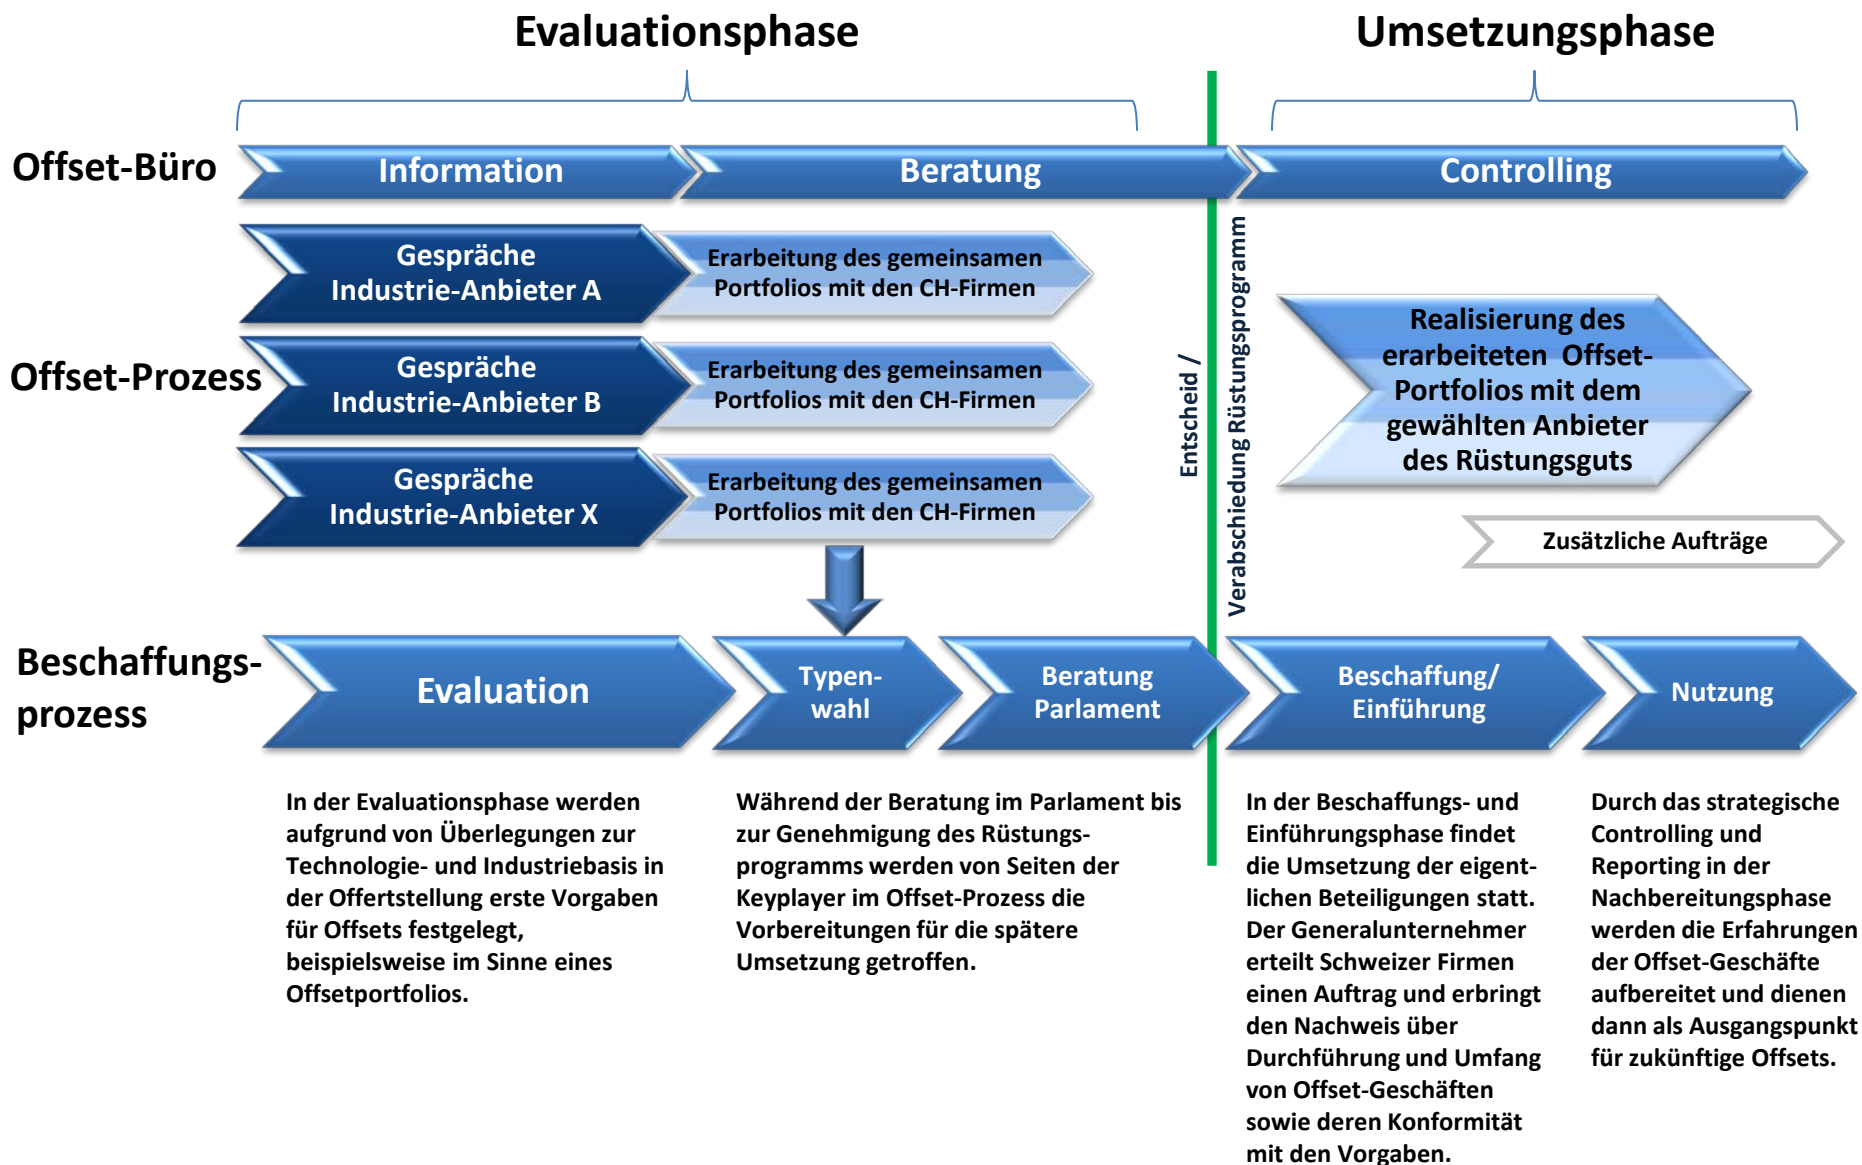 Evaluationsphase
Umsetzungsphase
Offset-Büro
Information
Beratung
Controlling
Offset-Prozess
Gespräche
Industrie-Anbieter A
Erarbeitung des gemeinsamen
Portfolios mit den CH-Firmen
Gespräche
Industrie-Anbieter B
Erarbeitung des gemeinsamen
Portfolios mit den CH-Firmen
Gespräche
Industrie-Anbieter X
Erarbeitung des gemeinsamen
Portfolios mit den CH-Firmen
Entscheid /
Verabschiedung Rüstungsprogramm
Realisierung des
erarbeiteten Offset-
Portfolios mit dem
gewählten Anbieter
des Rüstungsguts
Zusätzliche Aufträge
Beschaffungs-
prozess
Evaluation
Typen-
wahl
Beratung
Parlament
Beschaffung/
Einführung
Nutzung
In der Evaluationsphase werden
aufgrund von Überlegungen zur
Technologie- und Industriebasis in
der Offertstellung erste Vorgaben
für Offsets festgelegt,
beispielsweise im Sinne eines
Offsetportfolios.
Während der Beratung im Parlament bis
zur Genehmigung des Rüstungs-
programms werden von Seiten der
Keyplayer im Offset-Prozess die
Vorbereitungen für die spätere
Umsetzung getroffen.
In der Beschaffungs- und
Einführungsphase findet
die Umsetzung der eigent-
lichen Beteiligungen statt.
Der Generalunternehmer
erteilt Schweizer Firmen
einen Auftrag und erbringt
den Nachweis über
Durchführung und Umfang
von Offset-Geschäften
sowie deren Konformität
mit den Vorgaben.
Durch das strategische
Controlling und
Reporting in der
Nachbereitungsphase
werden die Erfahrungen
der Offset-Geschäfte
aufbereitet und dienen
dann als Ausgangspunkt
für zukünftige Offsets.